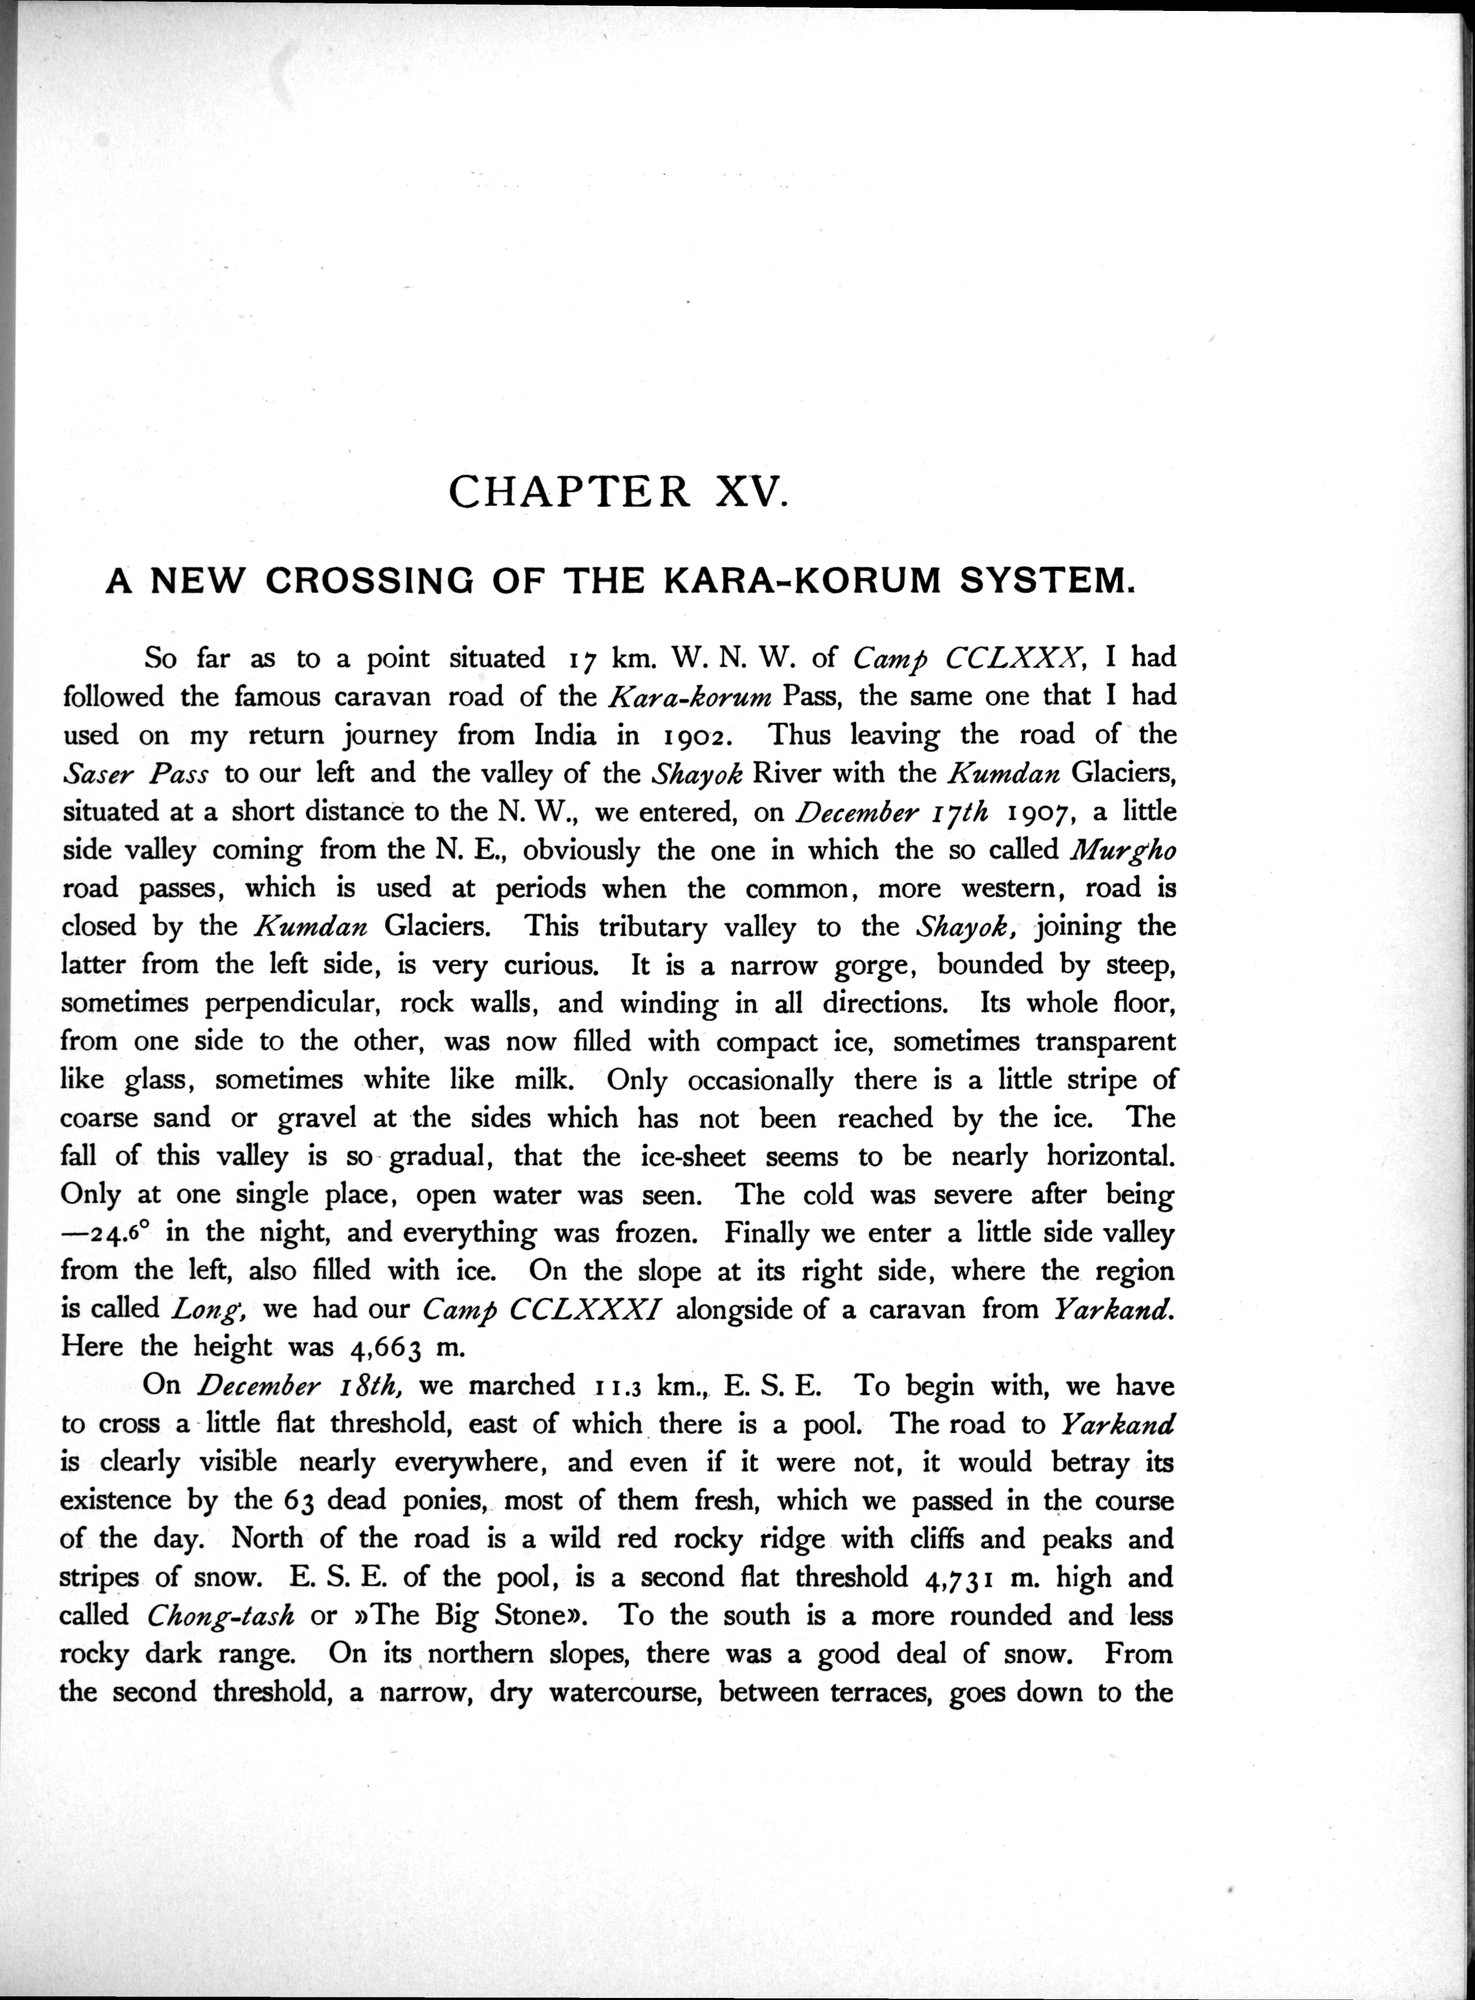 CHAPTER XV.
A NEW CROSSING OF THE KARA-KORUM SYSTEM.
So far as to a point situated 17 km. W. N. W. of Camp CCLXXX, I had
followed the famous caravan road of the Kara-korum Pass, the same one that I had
used on my return journey from India in 1902. Thus leaving the road of the
Saser Pass to our left and the valley of the Shayok River with the Kumdan Glaciers,
situated at a short distance to the N. W., we entered, on December 17th 1907, a little
side valley coming from the N. E., obviously the one in which the so called Murgho
road passes, which is used at periods when the common, more western, road is
closed by the Kumdan Glaciers. This tributary valley to the Shayok, joining the
latter from the left side, is very curious. It is a narrow gorge, bounded by steep,
sometimes perpendicular, rock walls, and winding in all directions. Its whole floor,
from one side to the other, was now filled with compact ice, sometimes transparent
like glass, sometimes white like milk. Only occasionally there is a little stripe of
coarse sand or gravel at the sides which has not been reached by the ice. The
fall of this valley is so gradual, that the ice-sheet seems to be nearly horizontal.
Only at one single place, open water was seen. The cold was severe after being
—24.6° in the night, and everything was frozen. Finally we enter a little side valley
from the left, also filled with ice. On the slope at its right side, where the region
is called Long, we had our Camp CCLXXXI alongside of a caravan from Yarkand.
Here the height was 4,663 m.
On December 18th, we marched 11.3 km., E. S. E. To begin with, we have
to cross a little flat threshold, east of which there is a pool. The road to Yarkand
is clearly visible nearly everywhere, and even if it were not, it would betray its
existence by the 63 dead ponies, most of them fresh, which we passed in the course
of the day. North of the road is a wild red rocky ridge with cliffs and peaks and
stripes of snow. E. S. E. of the pool, is a second flat threshold 4,731 m. high and
called Chong-tash or »The Big Stone». To the south is a more rounded and less
rocky dark range. On its northern slopes, there was a good deal of snow. From
the second threshold, a narrow, dry watercourse, between terraces, goes down to the